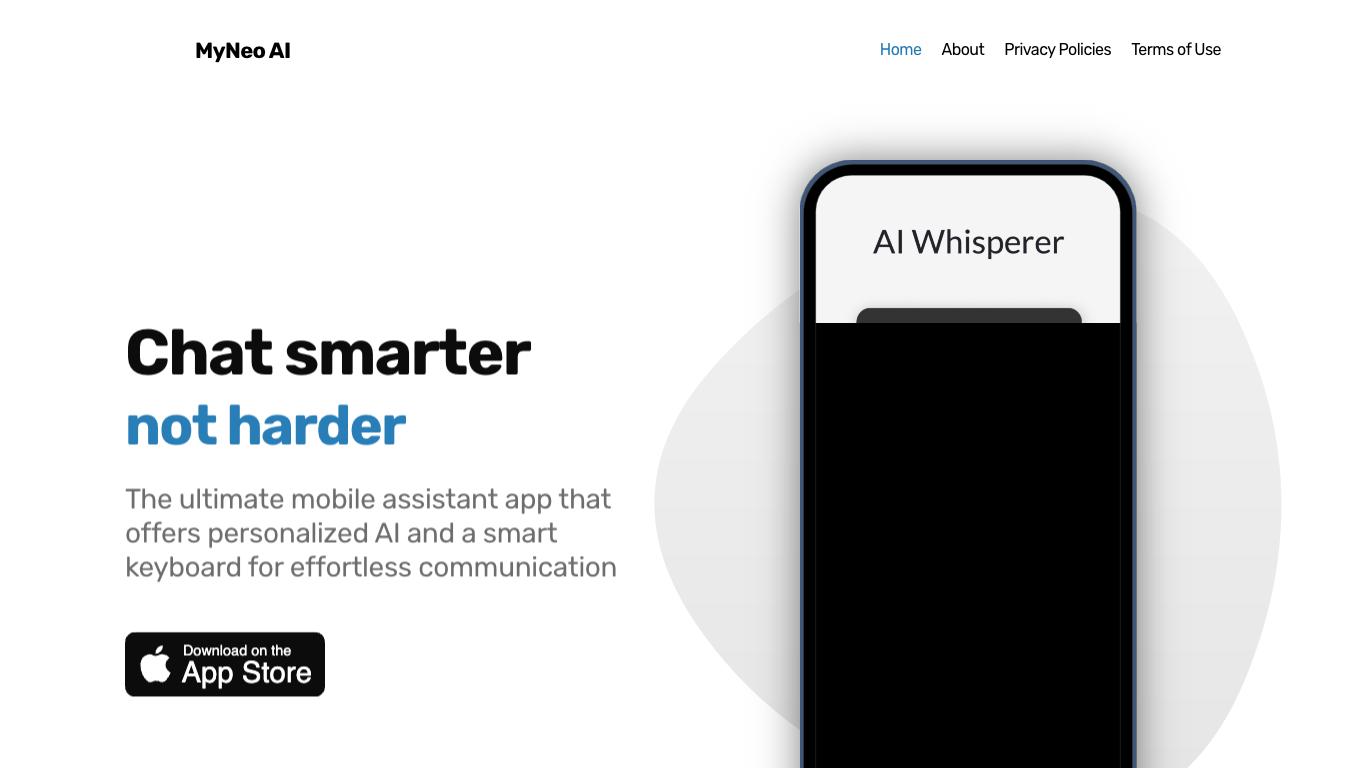 MyNeo AI
Home About Privacy Policies Terms of Use
AI Whisperer
Chat smarter
not harder
The ultimate mobile assistant app that
offers personalized AI and a smart
keyboard for effortless communication
Download on the
App Store